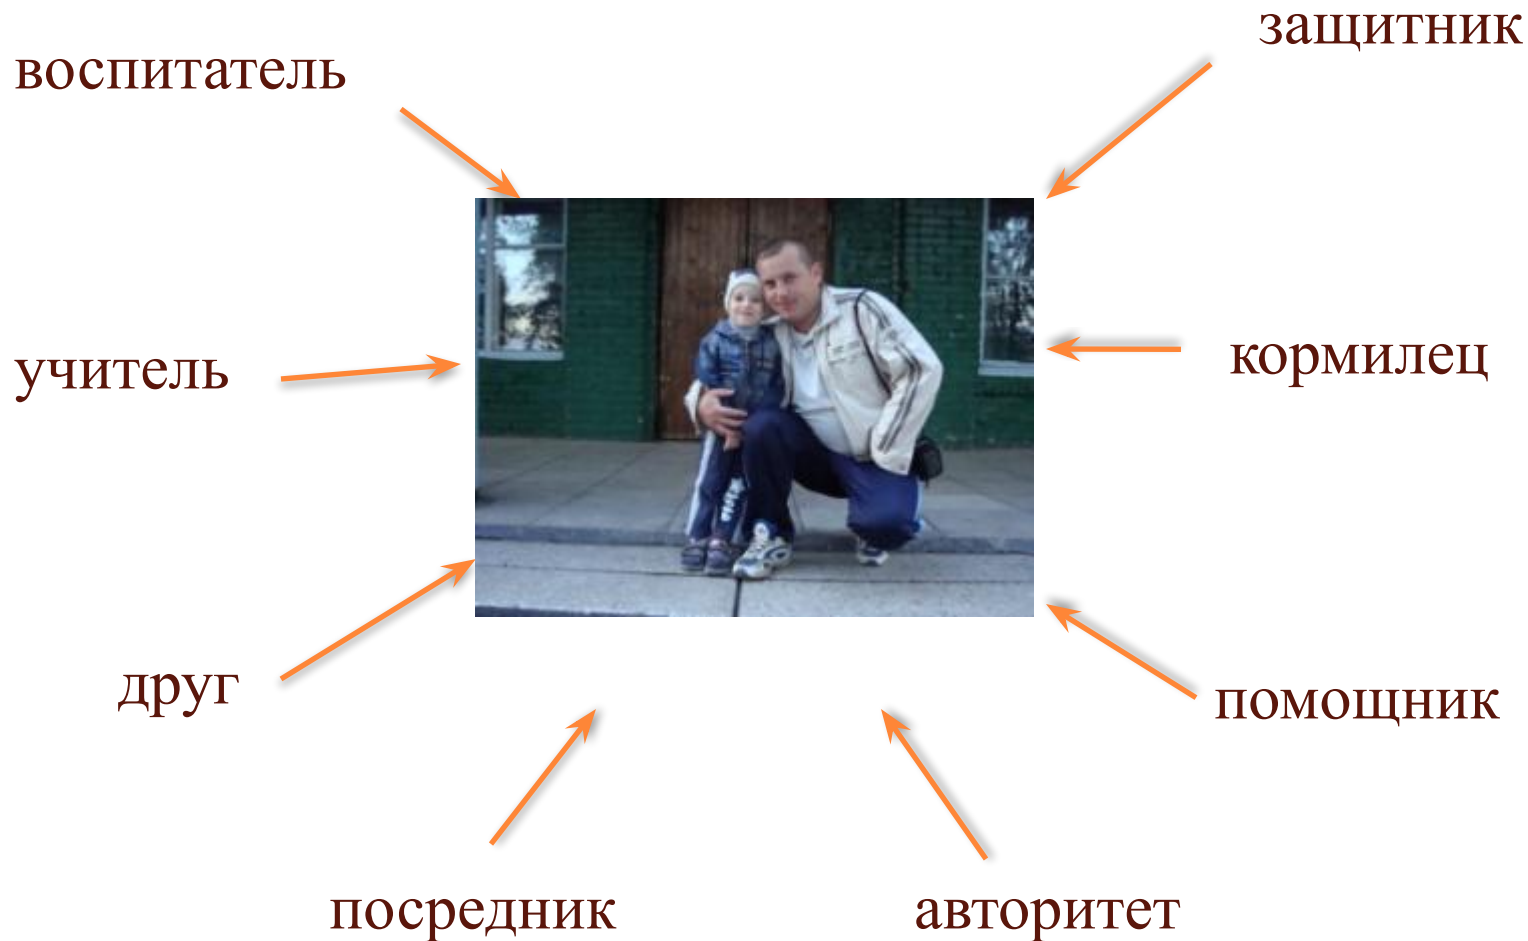 защитник
воспитатель
учитель
кормилец
друг
помощник
посредник
авторитет